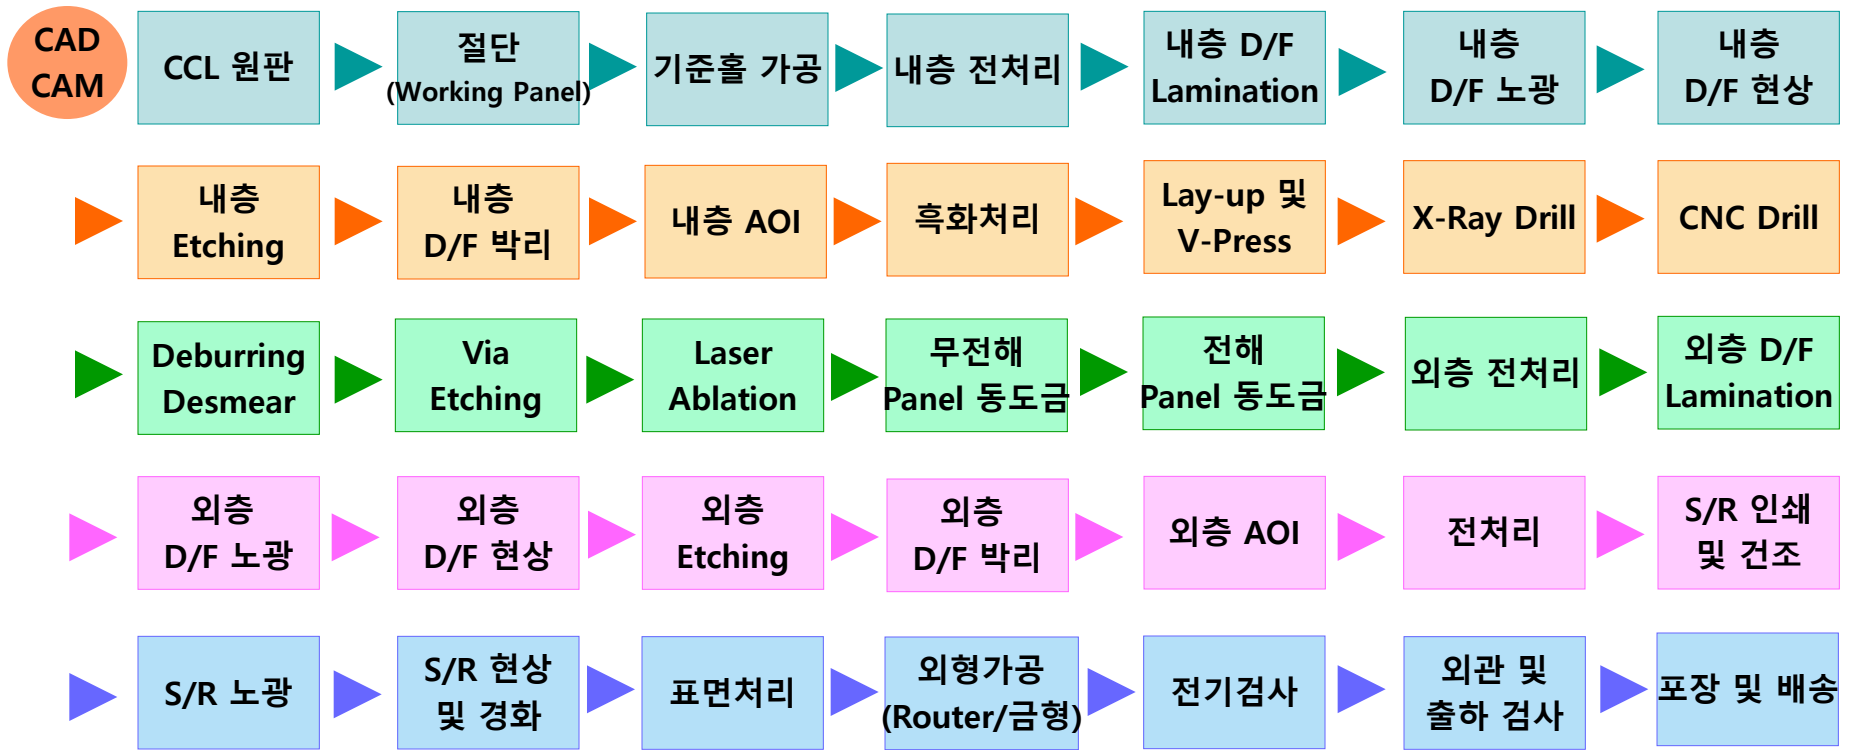 CAD
CAM
CCL 원판
절단
(Working Panel)
기준홀 가공
내층 전처리
내층 D/F
Lamination
내층
D/F 노광
내층
D/F 현상
내층
Etching
내층
D/F 박리
내층 AOI
흑화처리
Lay-up 및
V-Press
X-Ray Drill
CNC Drill
Deburring
Desmear
Via
Etching
Laser
Ablation
무전해
Panel 동도금
전해
Panel 동도금
외층 전처리
외층 D/F
Lamination
외층
D/F 노광
외층
D/F 현상
외층
Etching
외층
D/F 박리
외층 AOI
전처리
S/R 인쇄
및 건조
S/R 노광
S/R 현상
및 경화
표면처리
외형가공
(Router/금형)
전기검사
외관 및
출하 검사
포장 및 배송